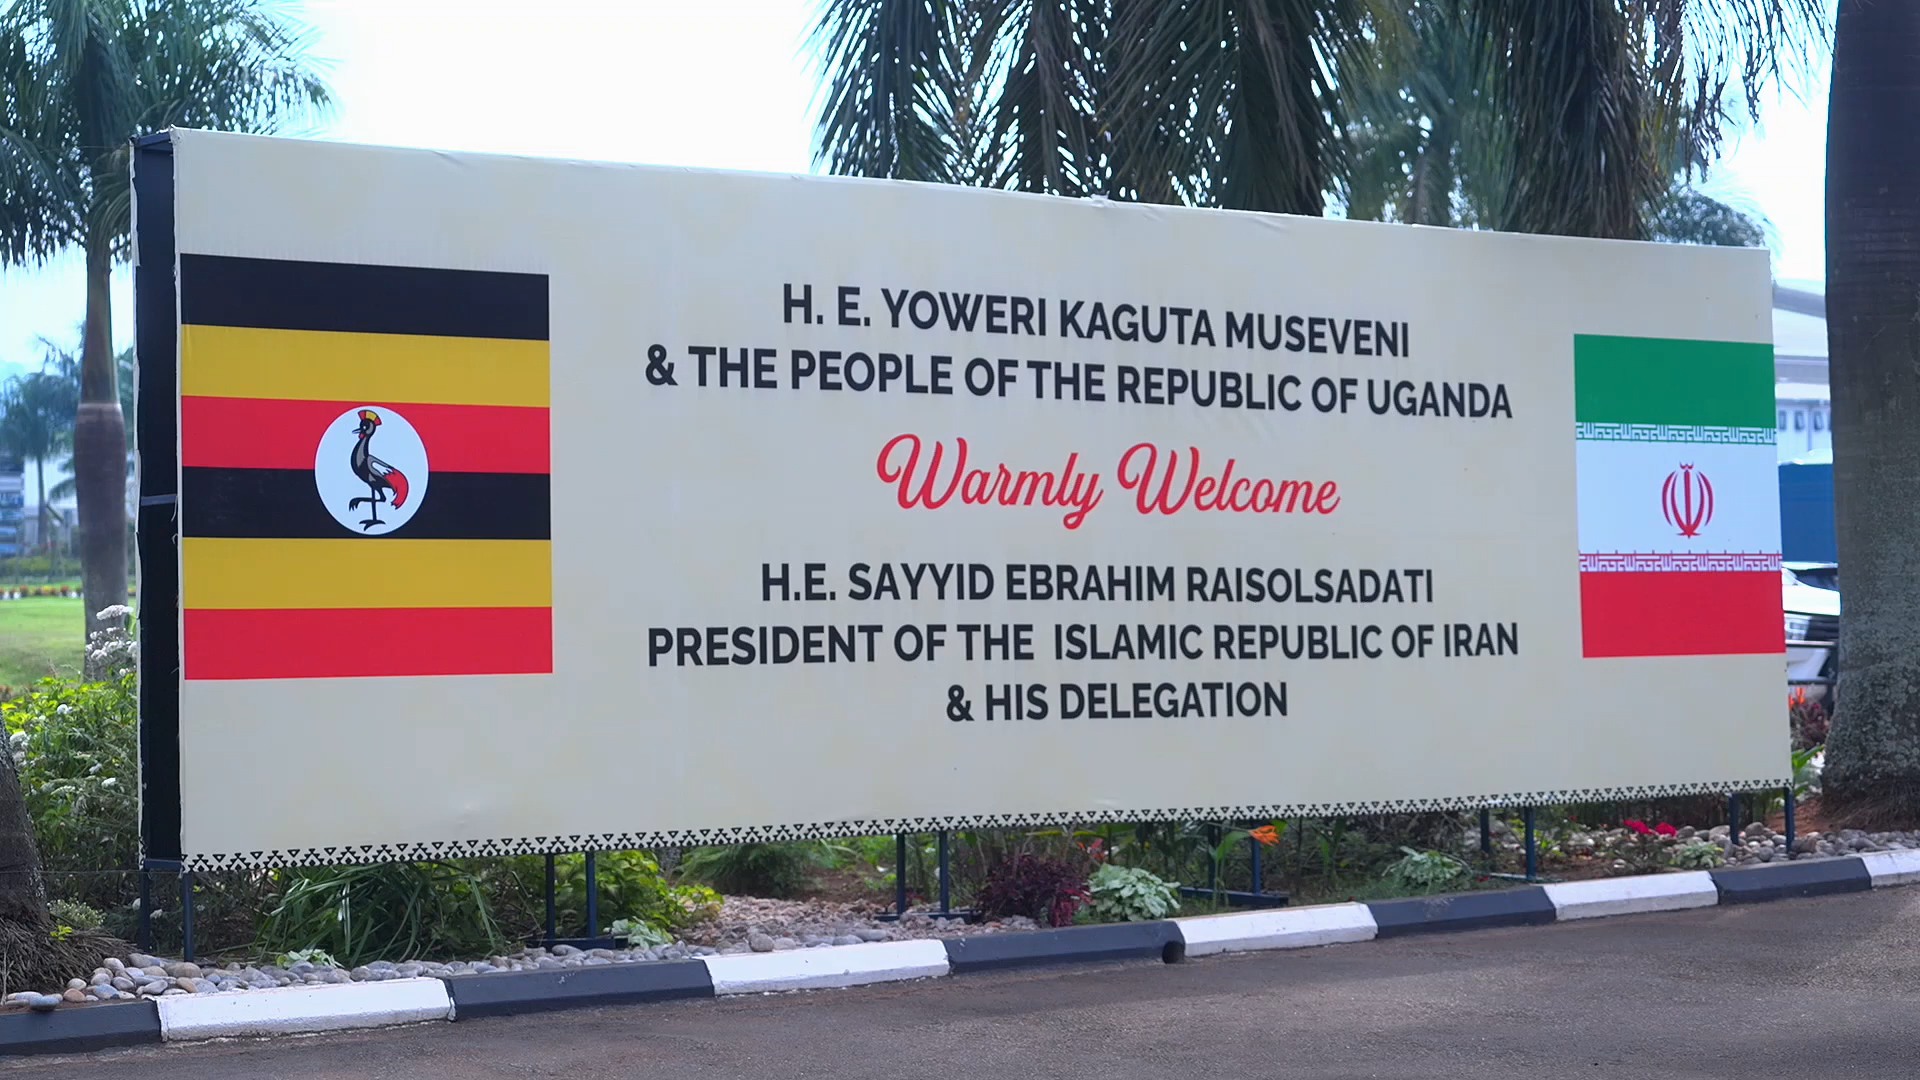 H. E. YOWERI KAGUTA MUSEVENI
& THE PEOPLE OF THE REPUBLIC OF UGANDA
Warmly Welcome
H.E. SAYYID EBRAHIM RAISOLSADATI
PRESIDENT OF THE ISLAMIC REPUBLIC OF IRAN
& HIS DELEGATION